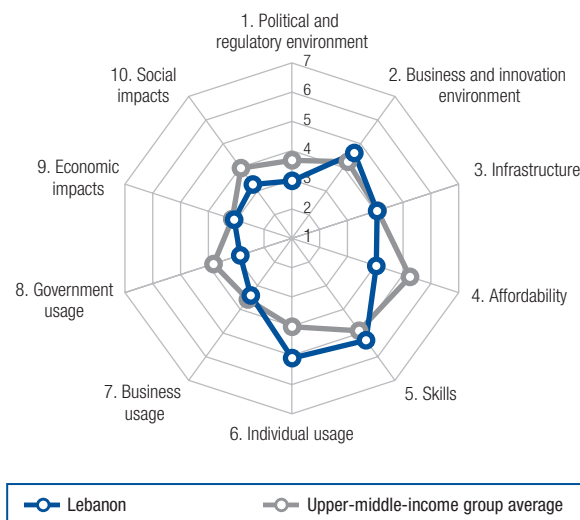 1. Political and
regulatory environment
2. Business and innovation
environment
3. Infrastructure
4. Affordability
5. Skills
6. Individual usage
7. Business
usage
8. Government
usage
9. Economic
impacts
10. Social
impacts
7
6
5
4
3
2
1
Lebanon
Upper-middle-income group average